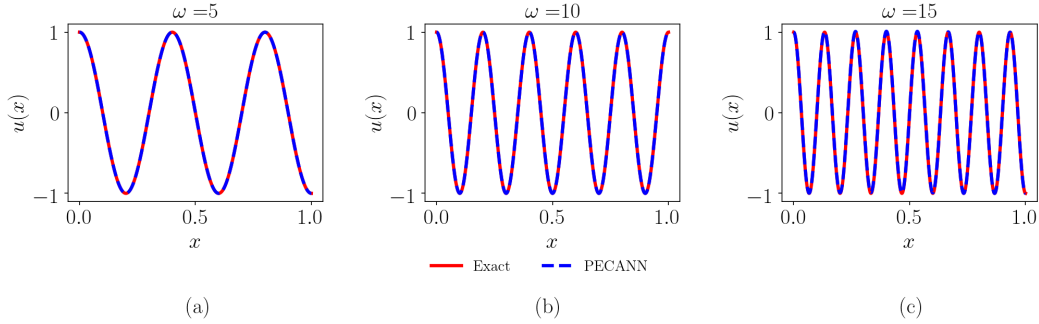 ω =5
1
0
−1
u(x)
0.0 0.5 1.0
x
(a)
ω =10
1
0
−1
u(x)
0.0 0.5 1.0
x
Exact PECANN
(b)
ω =15
1
0
−1
u(x)
0.0 0.5 1.0
x
(c)